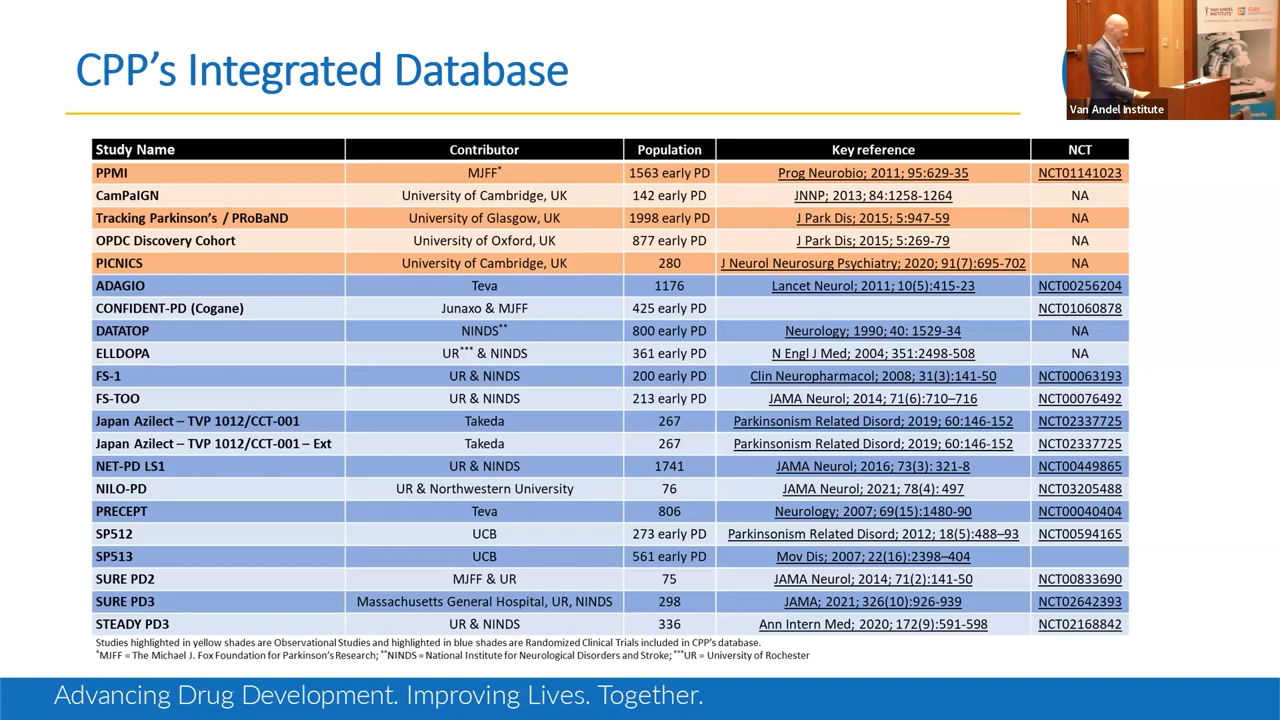 CPP's Integrated Database
VAN ANDEL INSTITUTE
CURE
Van Andel Institute
Study Name Contributor Population Key reference NCT
PPMI MJFF* 1563 early PD Prog Neurobio; 2011; 95:629-35 NCT01141023
CamPaIGN University of Cambridge, UK 142 early PD JNNP; 2013; 84:1258-1264 NA
Tracking Parkinson's / PRoBaND University of Glasgow, UK 1998 early PD J Park Dis; 2015; 5:947-59 NA
OPDC Discovery Cohort University of Oxford, UK 877 early PD J Park Dis; 2015; 5:269-79 NA
PICNICS University of Cambridge, UK 280 J Neurol Neurosurg Psychiatry; 2020; 91(7):695-702 NA
ADAGIO Teva 1176 Lancet Neurol; 2011; 10(5):415-23 NCT00256204
CONFIDENT-PD (Cogane) Junaxo & MJFF 425 early PD NCT01060878
DATATOP NINDS** 800 early PD Neurology; 1990; 40: 1529-34 NA
ELLDOPA UR*** & NINDS 361 early PD N Engl J Med; 2004; 351:2498-508 NA
FS-1 UR & NINDS 200 early PD Clin Neuropharmacol; 2008; 31(3):141-50 NCT00063193
FS-TOO UR & NINDS 213 early PD JAMA Neurol; 2014; 71(6):710–716 NCT00076492
Japan Azilect – TVP 1012/CCT-001 Takeda 267 Parkinsonism Related Disord; 2019; 60:146-152 NCT02337725
Japan Azilect – TVP 1012/CCT-001 – Ext Takeda 267 Parkinsonism Related Disord; 2019; 60:146-152 NCT02337725
NET-PD LS1 UR & NINDS 1741 JAMA Neurol; 2016; 73(3): 321-8 NCT00449865
NILO-PD UR & Northwestern University 76 JAMA Neurol; 2021; 78(4): 497 NCT03205488
PRECEPT Teva 806 Neurology; 2007; 69(15):1480-90 NCT00040404
SP512 UCB 273 early PD Parkinsonism Related Disord; 2012; 18(5):488–93 NCT00594165
SP513 UCB 561 early PD Mov Dis; 2007; 22(16):2398–404
SURE PD2 MJFF & UR 75 JAMA Neurol; 2014; 71(2):141-50 NCT00833690
SURE PD3 Massachusetts General Hospital, UR, NINDS 298 JAMA; 2021; 326(10):926-939 NCT02642393
STEADY PD3 UR & NINDS 336 Ann Intern Med; 2020; 172(9):591-598 NCT02168842
Studies highlighted in yellow shades are Observational Studies and highlighted in blue shades are Randomized Clinical Trials included in CPP's database.
*MJFF = The Michael J. Fox Foundation for Parkinson's Research; **NINDS = National Institute for Neurological Disorders and Stroke; ***UR = University of Rochester
Advancing Drug Development. Improving Lives. Together.